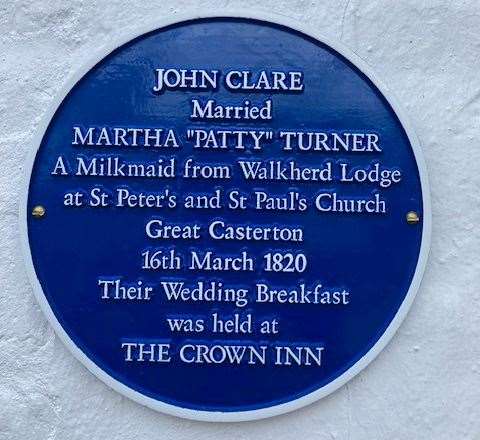 JOHN CLARE
Married
MARTHA "PATTY" TURNER
A Milkmaid from Walkherd Lodge
at St Peter's and St Paul's Church
Great Casterton
16th March 1820
Their Wedding Breakfast
was held at
THE CROWN INN